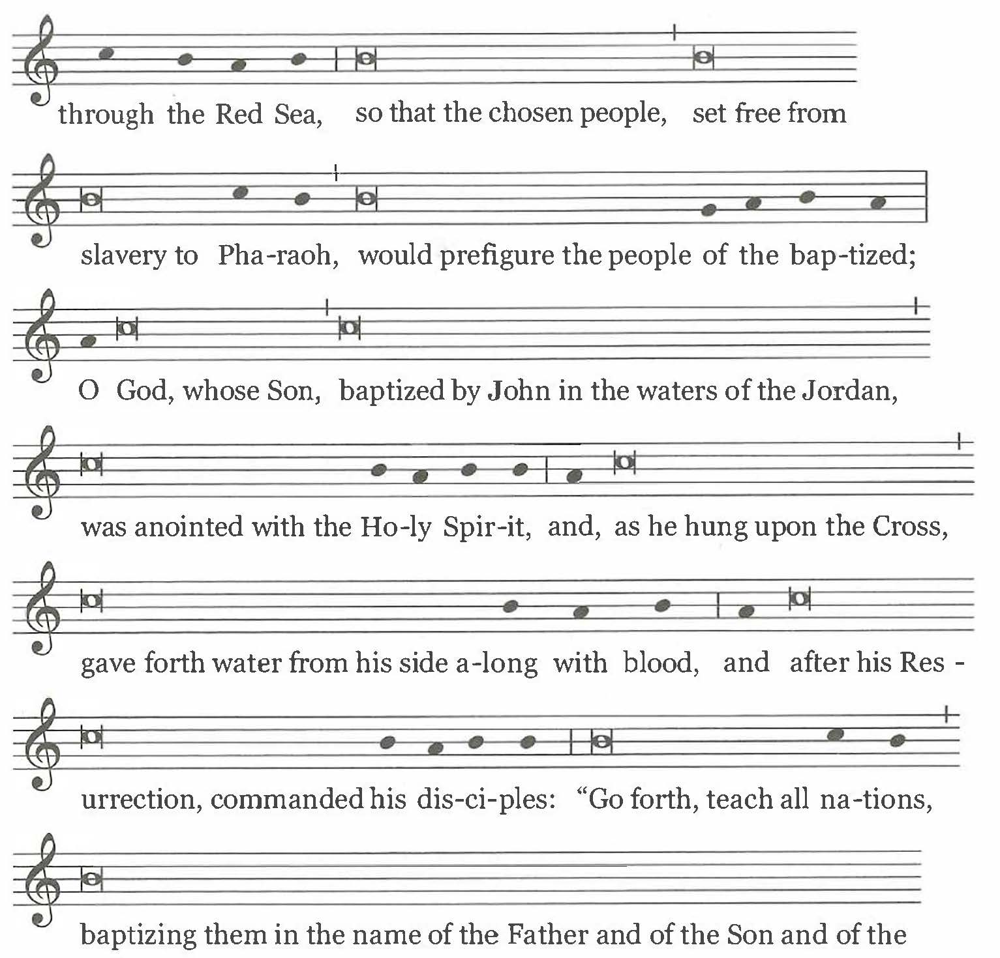 through the Red Sea, so that the chosen people, set free from
slavery to Pha-raoh, would prefigure the people of the bap-tized;
O God, whose Son, baptized by John in the waters of the Jordan,
was anointed with the Ho-ly Spir-it, and, as he hung upon the Cross,
gave forth water from his side a-long with blood, and after his Res -
urrection, commanded his dis-ci-ples: “Go forth, teach all na-tions,
baptizing them in the name of the Father and of the Son and of the